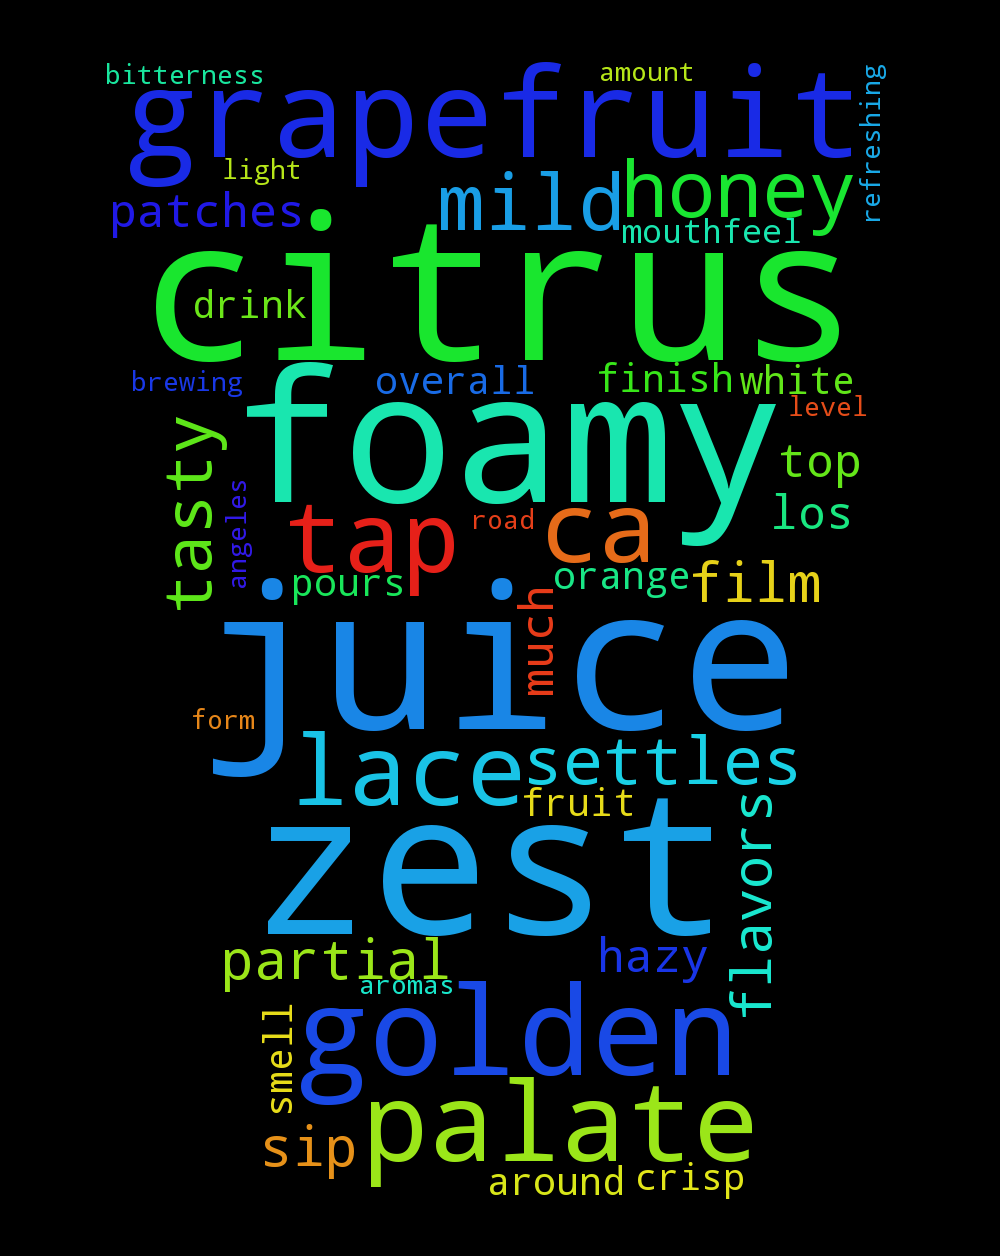 bitterness
amount
grapefruit
refreshing
light
patches
mild
honey
mouthfeel
citrus
drink
brewing
overall
finish
white
level
foamy
tasty
top
angeles
los
tap
road
ca
pours
orange
film
much
juice
form
lace
settles
fruit
flavors
zest
partial
hazy
aromas
smell
golden
palate
sip
around
crisp